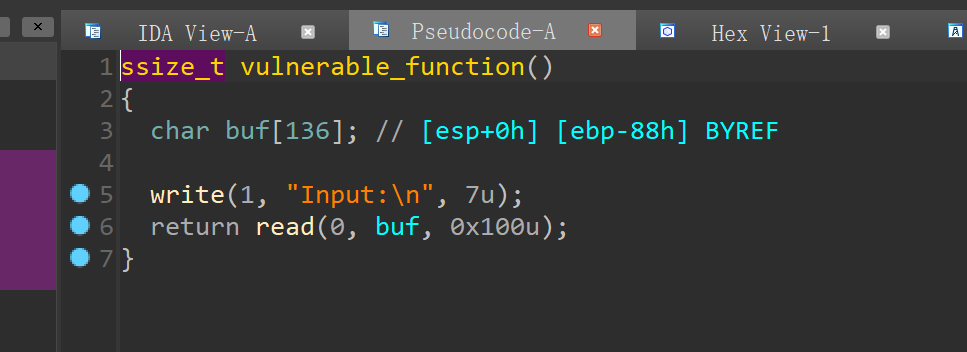 IDA View-A Pseudocode-A Hex View-1
1 ssize_t vulnerable_function()
2 {
3 char buf[136]; // [esp+0h] [ebp-88h] BYREF
4
5 write(1, "Input:\n", 7u);
6 return read(0, buf, 0x100u);
7 }